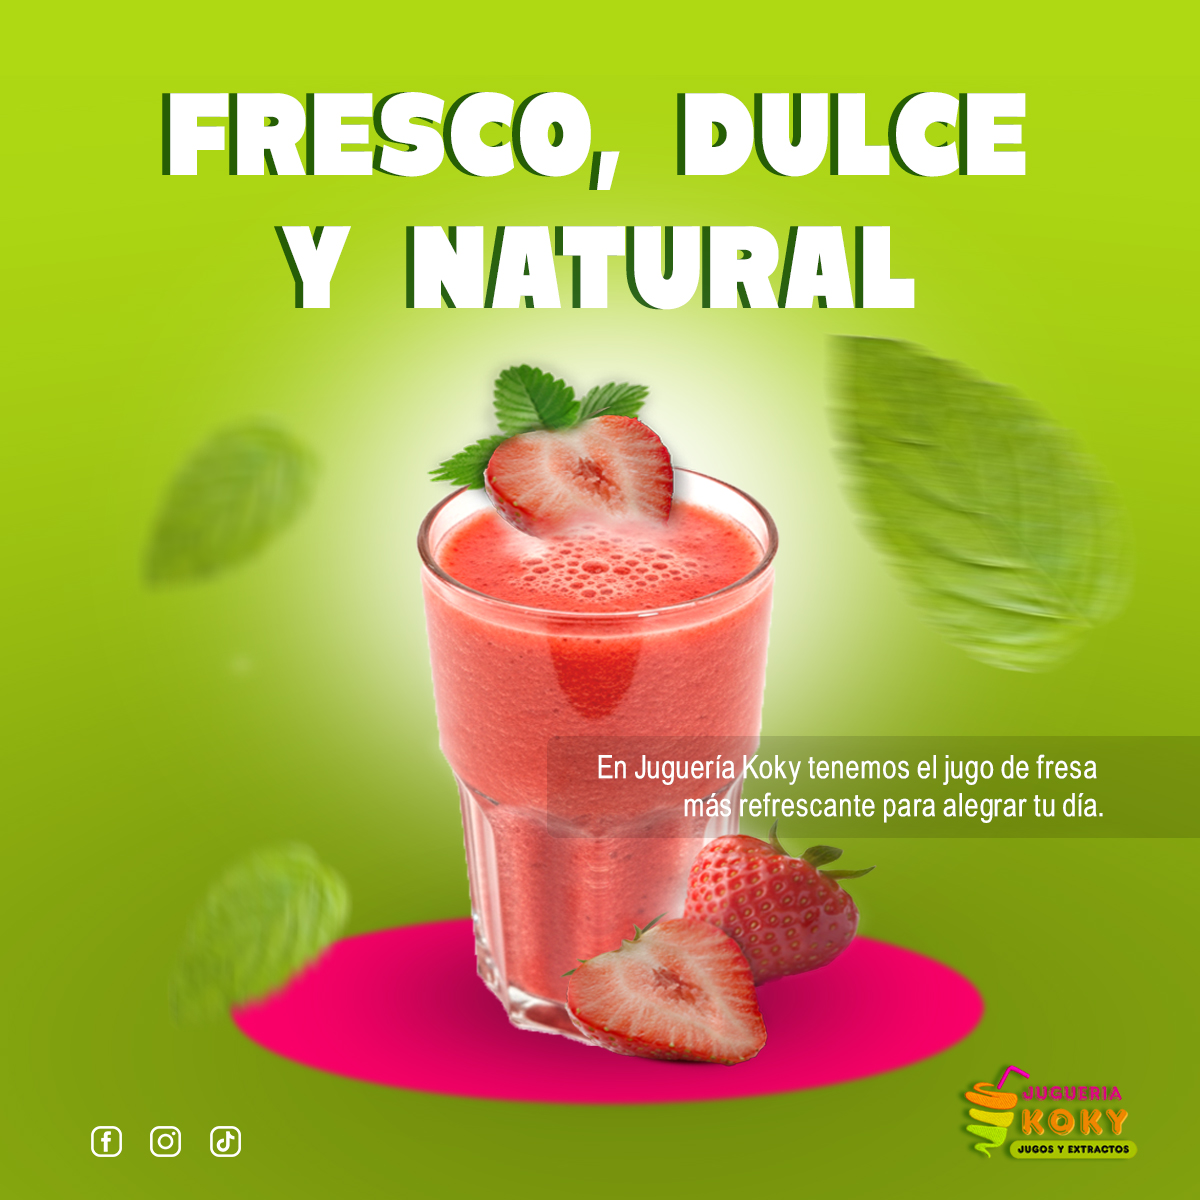 FRESCO, DULCE
Y NATURAL
En Juguería Koky tenemos el jugo de fresa
más refrescante para alegrar tu día.
JUGUERIA
KOKY
JUGOS Y EXTRACTOS